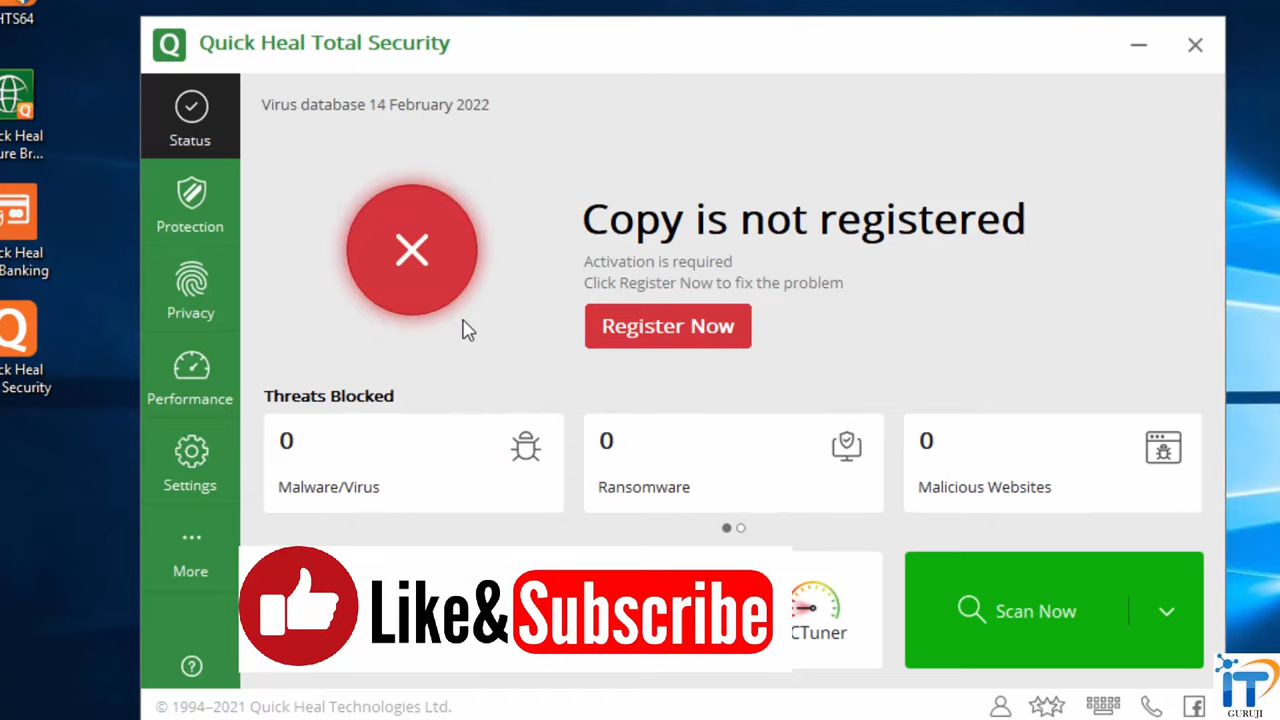 HTS64
ck Heal
ure Br...
ck Heal
Banking
ck Heal
Security
Q Quick Heal Total Security
Status
Protection
Privacy
Performance
Settings
More
Virus database 14 February 2022
Copy is not registered
Activation is required
Click Register Now to fix the problem
Register Now
Threats Blocked
0
Malware/Virus
0
Ransomware
0
Malicious Websites
Like& Subscribe
CTuner
Scan Now
© 1994–2021 Quick Heal Technologies Ltd.
iT
GURUJI